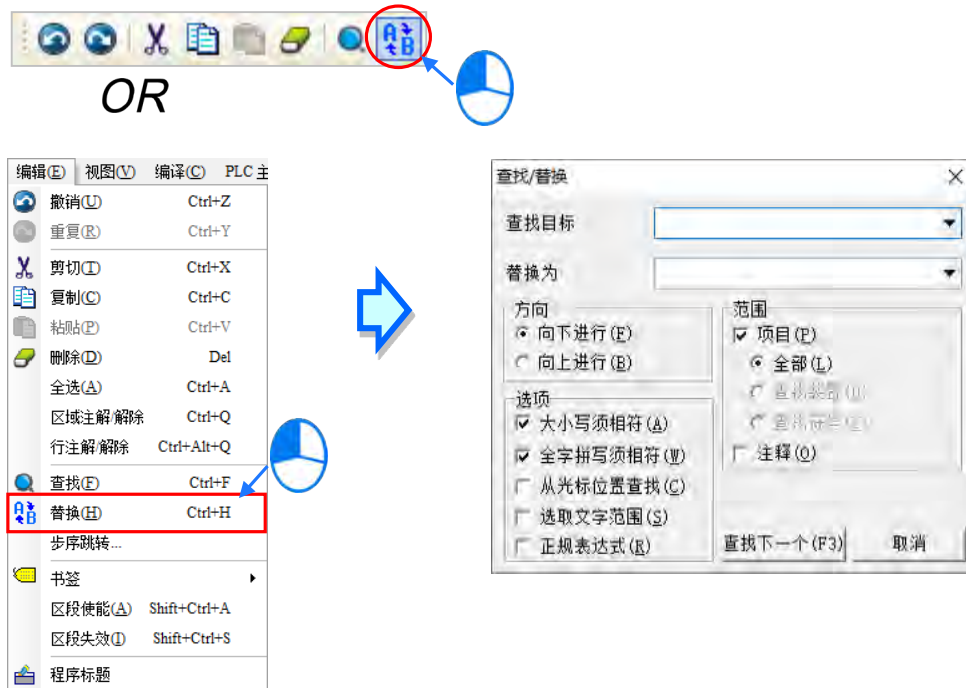 A
B
OR
编辑(E) 视图(V) 编译(C) PLC 主
撤销(U) Ctrl+Z
重复(R) Ctrl+Y
剪切(T) Ctrl+X
复制(C) Ctrl+C
粘贴(P) Ctrl+V
删除(D) Del
全选(A) Ctrl+A
区域注解/解除 Ctrl+Q
行注解/解除 Ctrl+Alt+Q
查找(F) Ctrl+F
A
B
替换(H) Ctrl+H
步序跳转...
书签
区段使能(A) Shift+Ctrl+A
区段失效(I) Shift+Ctrl+S
程序标题
查找/替换
查找目标
替换为
方向
向下进行(F)
向上进行(B)
选项
大小写须相符(A)
全字拼写须相符(W)
从光标位置查找(C)
选取文字范围(S)
正规表达式(R)
范围
项目(P)
全部(L)
注释(O)
查找下一个(F3) 取消